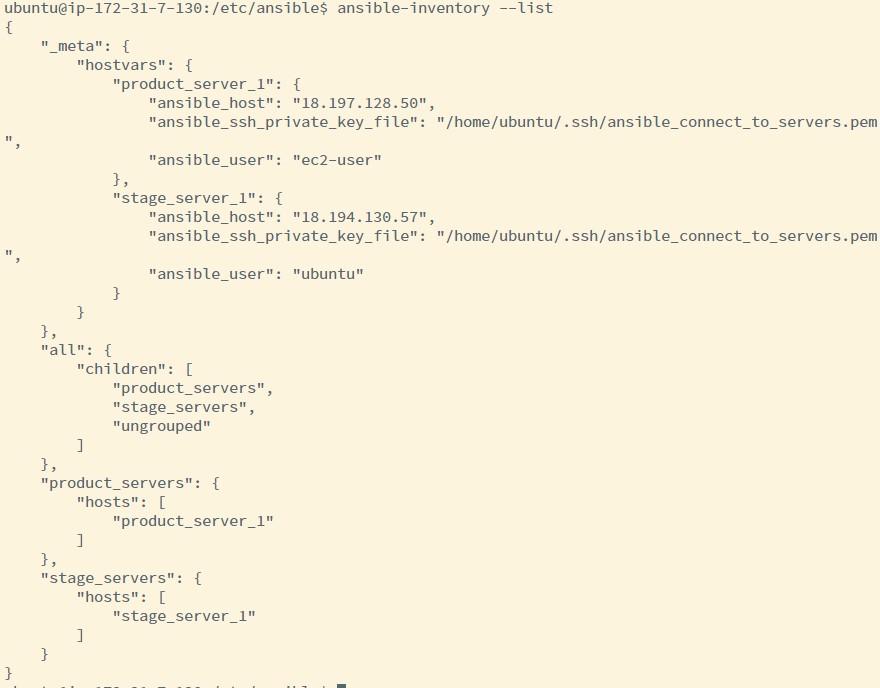 ubuntu@ip-172-31-7-130:/etc/ansible$ ansible-inventory --list
{
    "_meta": {
        "hostvars": {
            "product_server_1": {
                "ansible_host": "18.197.128.50",
                "ansible_ssh_private_key_file": "/home/ubuntu/.ssh/ansible_connect_to_servers.pem
",
                "ansible_user": "ec2-user"
            },
            "stage_server_1": {
                "ansible_host": "18.194.130.57",
                "ansible_ssh_private_key_file": "/home/ubuntu/.ssh/ansible_connect_to_servers.pem
",
                "ansible_user": "ubuntu"
            }
        }
    },
    "all": {
        "children": [
            "product_servers",
            "stage_servers",
            "ungrouped"
        ]
    },
    "product_servers": {
        "hosts": [
            "product_server_1"
        ]
    },
    "stage_servers": {
        "hosts": [
            "stage_server_1"
        ]
    }
}